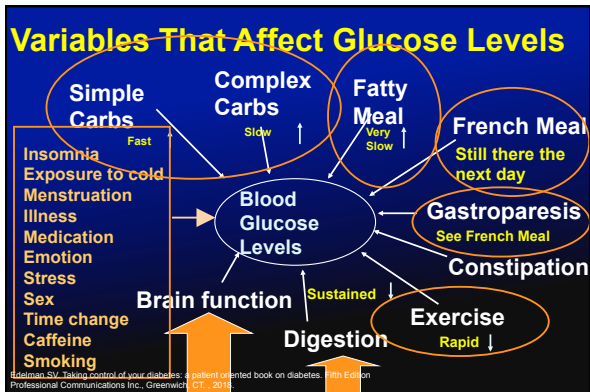 Variables That Affect Glucose Levels
Simple
Carbs
Fast
Complex
Carbs
Slow
Fatty
Meal
Very
Slow
French Meal
Still there the
next day
Insomnia
Exposure to cold
Menstruation
Illness
Medication
Emotion
Stress
Sex
Time change
Caffeine
Smoking
Blood
Glucose
Levels
Gastroparesis
See French Meal
Constipation
Brain function
Sustained
Digestion
Exercise
Rapid
Edelman SV. Taking control of your diabetes: a patient oriented book on diabetes. Fifth Edition
Professional Communications Inc., Greenwich, CT. , 2018.